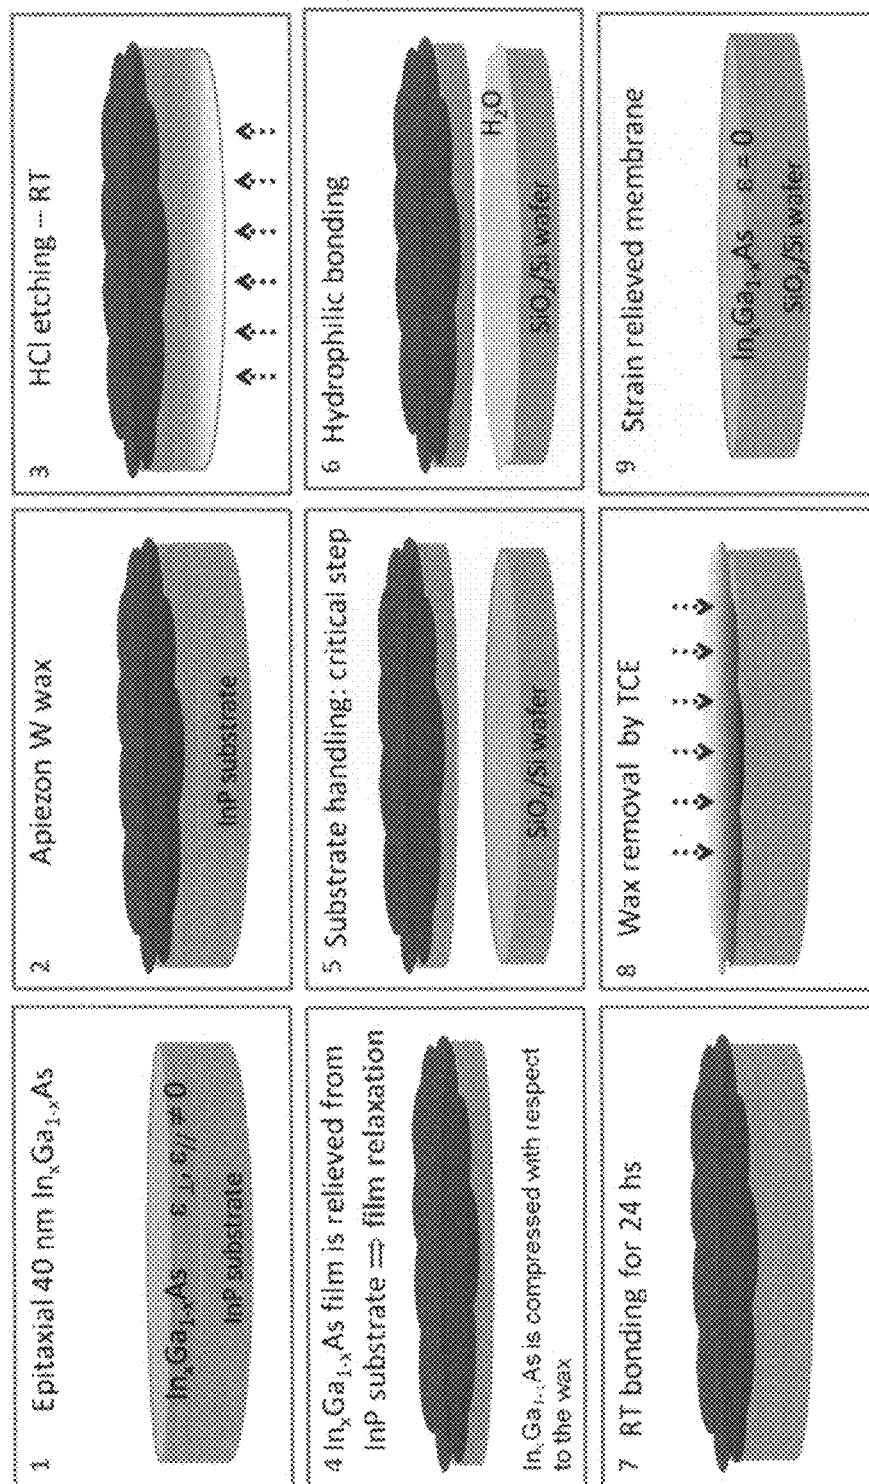 1 Epitaxial 40 nm InₓGa₁₋ₓAs
InₓGa₁₋ₓAs ε⊥,ε// ≠ 0
InP substrate
2 Apiezon W wax
InP substrate
3 HCl etching – RT
4 InₓGa₁₋ₓAs film is relieved from
InP substrate ⇒ film relaxation
InₓGa₁₋ₓAs is compressed with respect
to the wax
5 Substrate handling: critical step
SiO₂/Si wafer
6 Hydrophilic bonding
H₂O
SiO₂/Si wafer
7 RT bonding for 24 hs
8 Wax removal by TCE
9 Strain relieved membrane
InₓGa₁₋ₓAs ε = 0
SiO₂/Si wafer